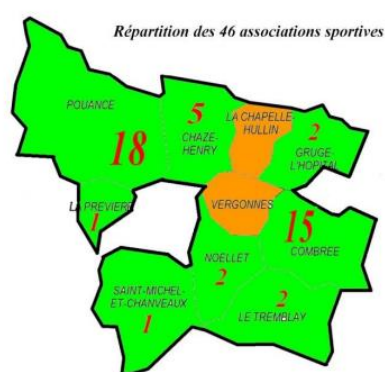 Répartition des 46 associations sportives
POUANCE
18
5
CHAZE-
HENRY
LA CHAPELLE-
HULLIN
2
GRUGE-
L'HOPITAL
LA PREVIERE
1
VERGONNES
15
COMBREE
NOELLET
2
SAINT-MICHEL-
ET-CHANVEAUX
1
2
LE TREMBLAY